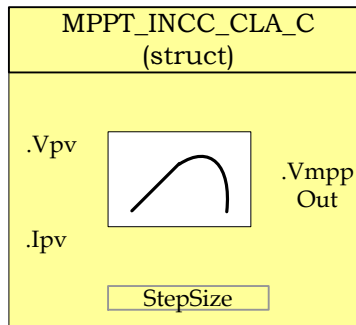 MPPT_INCC_CLA_C
(struct)
.Vpv
.Vmpp
Out
.Ipv
StepSize